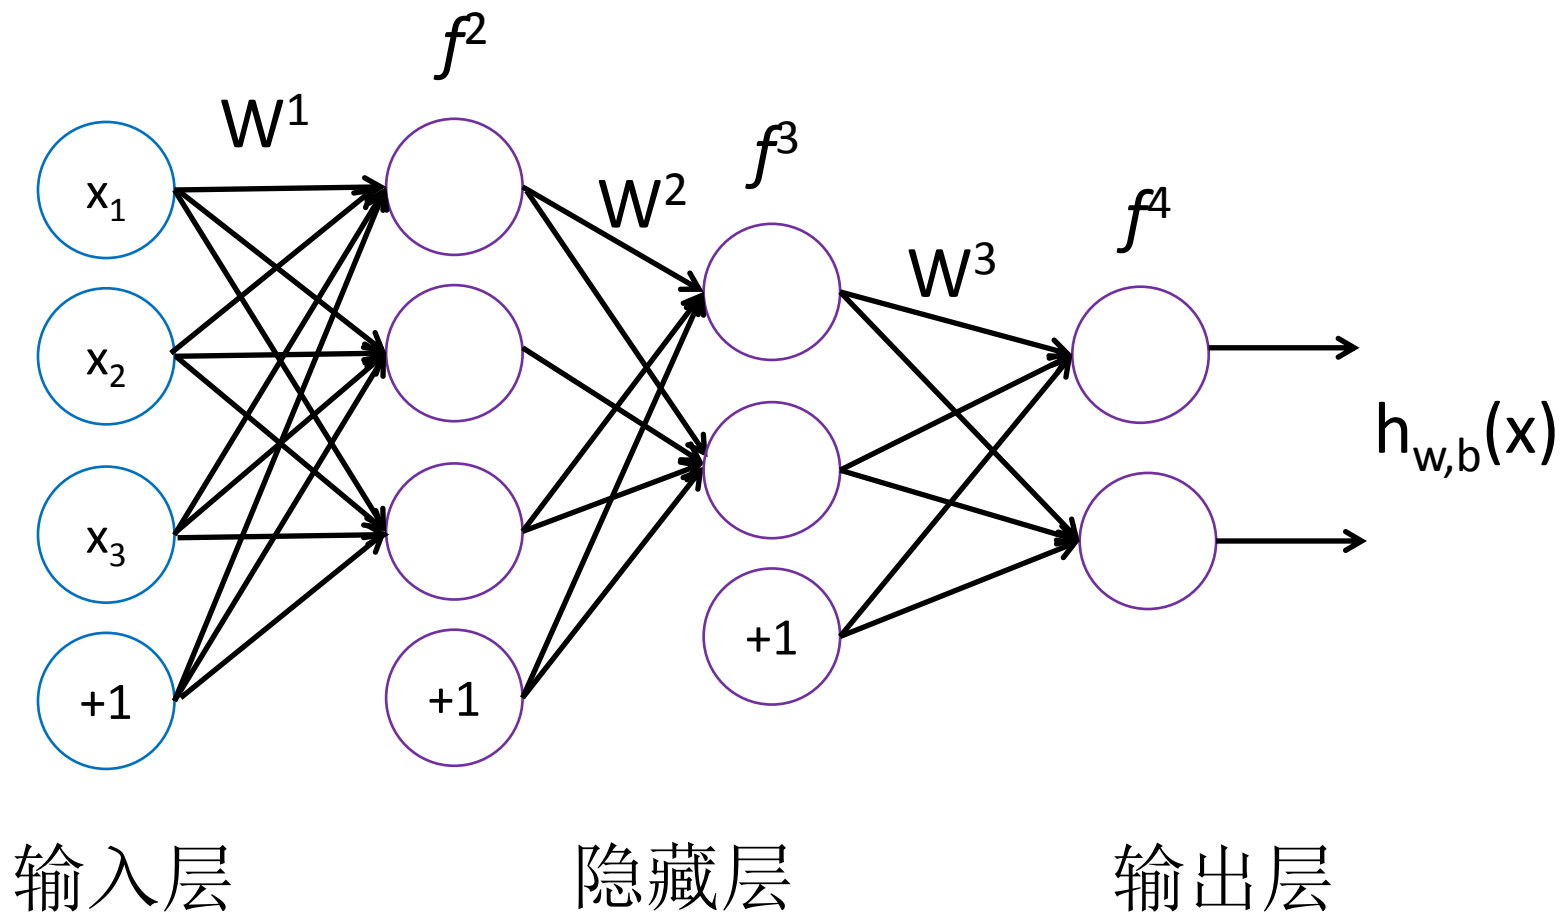 f²
W¹
f³
W²
f⁴
W³
x₁
x₂
x₃
+1
+1
+1
h_w,b(x)
输入层
隐藏层
输出层